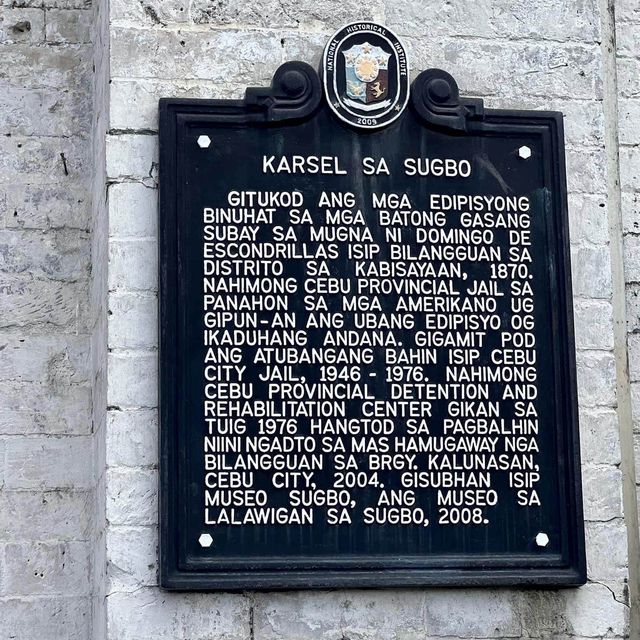 NATIONAL HISTORICAL INSTITUTE
2009
KARSEL SA SUGBO
GITUKOD ANG MGA EDIPISYONG
BINUHAT SA MGA BATONG GASANG
SUBAY SA MUGNA NI DOMINGO DE
ESCONDRILLAS ISIP BILANGGUAN SA
DISTRITO SA KABISAYAAN, 1870.
NAHIMONG CEBU PROVINCIAL JAIL SA
PANAHON SA MGA AMERIKANO UG
GIPUN-AN ANG UBANG EDIPISYO OG
IKADUHANG ANDANA. GIGAMIT POD
ANG ATUBANGANG BAHIN ISIP CEBU
CITY JAIL, 1946 - 1976. NAHIMONG
CEBU PROVINCIAL DETENTION AND
REHABILITATION CENTER GIKAN SA
TUIG 1976 HANGTOD SA PAGBALHIN
NIINI NGADTO SA MAS HAMUGAWAY NGA
BILANGGUAN SA BRGY. KALUNASAN,
CEBU CITY, 2004. GISUBHAN ISIP
MUSEO SUGBO, ANG MUSEO SA
LALAWIGAN SA SUGBO, 2008.